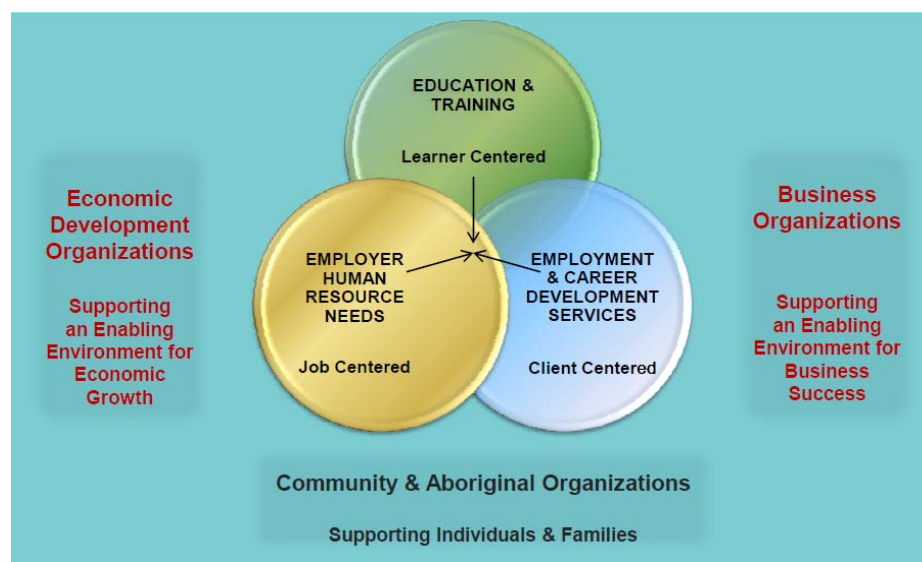 EDUCATION &
TRAINING
Learner Centered
Economic
Development
Organizations
Supporting
an Enabling
Environment for
Economic
Growth
EMPLOYER
HUMAN
RESOURCE
NEEDS
Job Centered
EMPLOYMENT
& CAREER
DEVELOPMENT
SERVICES
Client Centered
Business
Organizations
Supporting
an Enabling
Environment for
Business
Success
Community & Aboriginal Organizations
Supporting Individuals & Families